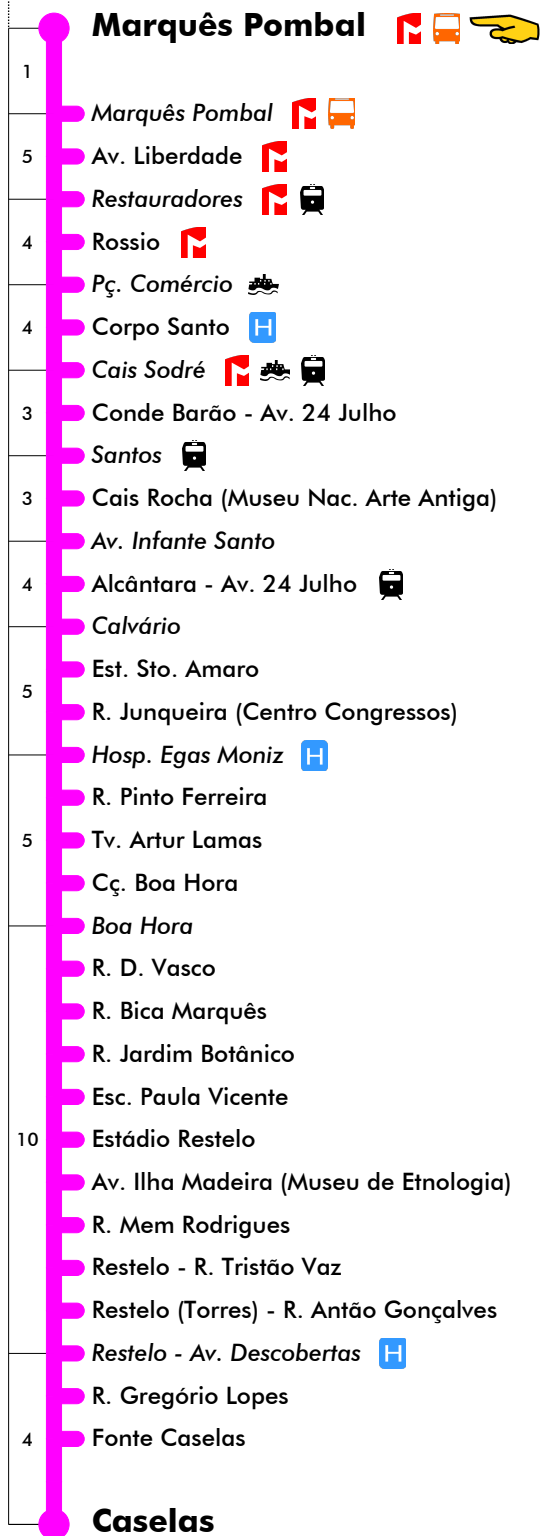 Marquês Pombal
1
Marquês Pombal
5
Av. Liberdade
Restauradores
4
Rossio
Pç. Comércio
4
Corpo Santo H
Cais Sodré
3
Conde Barão - Av. 24 Julho
Santos
3
Cais Rocha (Museu Nac. Arte Antiga)
Av. Infante Santo
4
Alcântara - Av. 24 Julho
Calvário
Est. Sto. Amaro
5
R. Junqueira (Centro Congressos)
Hosp. Egas Moniz H
R. Pinto Ferreira
5
Tv. Artur Lamas
Cç. Boa Hora
Boa Hora
R. D. Vasco
R. Bica Marquês
R. Jardim Botânico
Esc. Paula Vicente
10
Estádio Restelo
Av. Ilha Madeira (Museu de Etnologia)
R. Mem Rodrigues
Restelo - R. Tristão Vaz
Restelo (Torres) - R. Antão Gonçalves
Restelo - Av. Descobertas H
R. Gregório Lopes
4
Fonte Caselas
Caselas